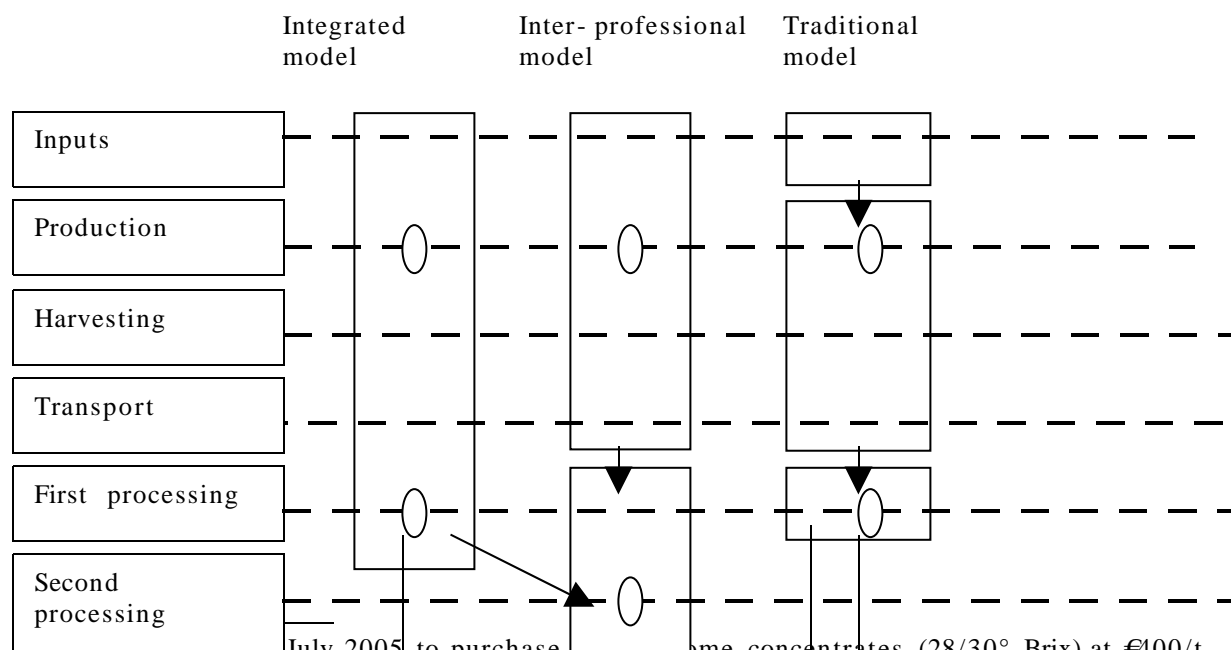 Integrated Inter- professional Traditional
model model model
Inputs
Production
Harvesting
Transport
First processing
Second
processing
July 2005 to purchase concentrates (28/30° Brix) at €400/t